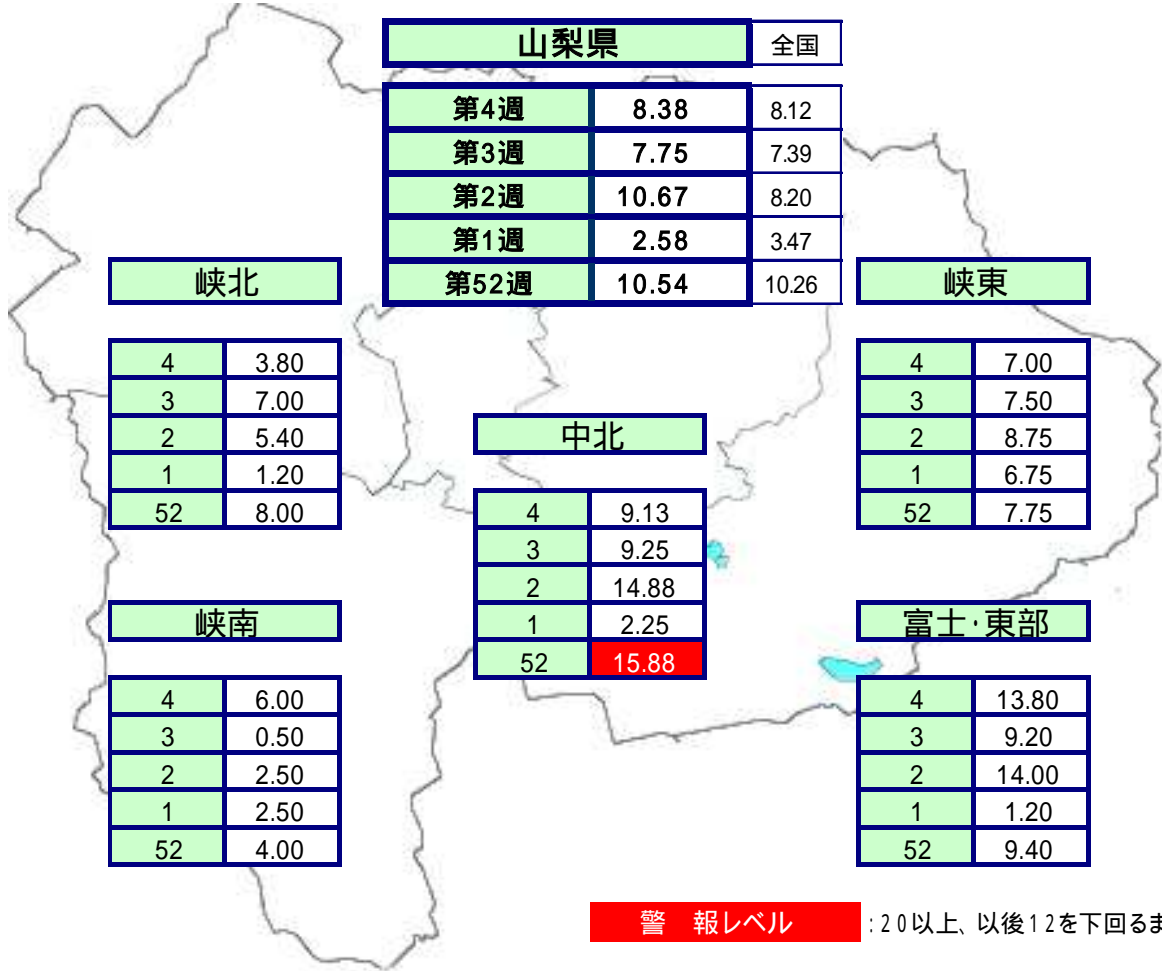 山梨県 全国
第4週 8.38 8.12
第3週 7.75 7.39
第2週 10.67 8.20
第1週 2.58 3.47
第52週 10.54 10.26
峡北
4 3.80
3 7.00
2 5.40
1 1.20
52 8.00
峡東
4 7.00
3 7.50
2 8.75
1 6.75
52 7.75
中北
4 9.13
3 9.25
2 14.88
1 2.25
52 15.88
峡南
4 6.00
3 0.50
2 2.50
1 2.50
52 4.00
富士・東部
4 13.80
3 9.20
2 14.00
1 1.20
52 9.40
警 報レベル :20以上、以後12を下回るま